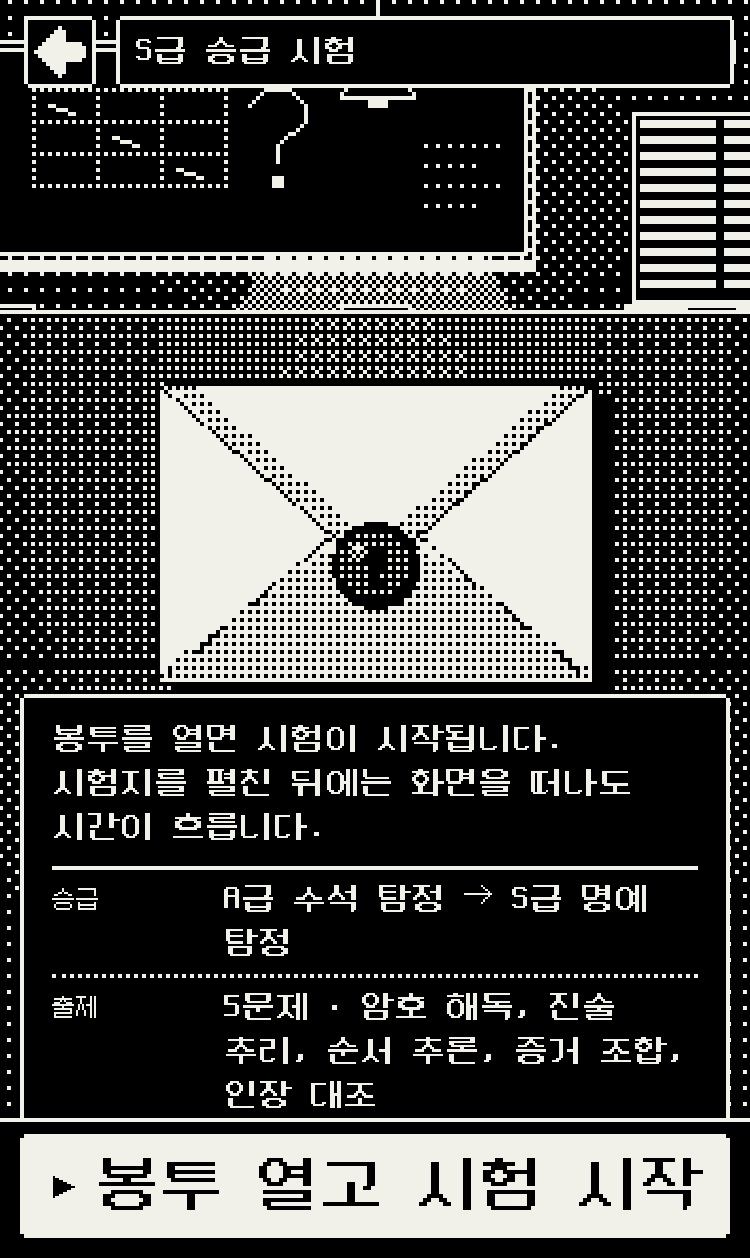 S급 승급 시험
?
봉투를 열면 시험이 시작됩니다.
시험지를 펼친 뒤에는 화면을 떠나도
시간이 흐릅니다.
승급
A급 수석 탐정 → S급 명예
탐정
출제
5문제 · 암호 해독, 진술
추리, 순서 추론, 증거 조합,
인장 대조
▸ 봉투 열고 시험 시작